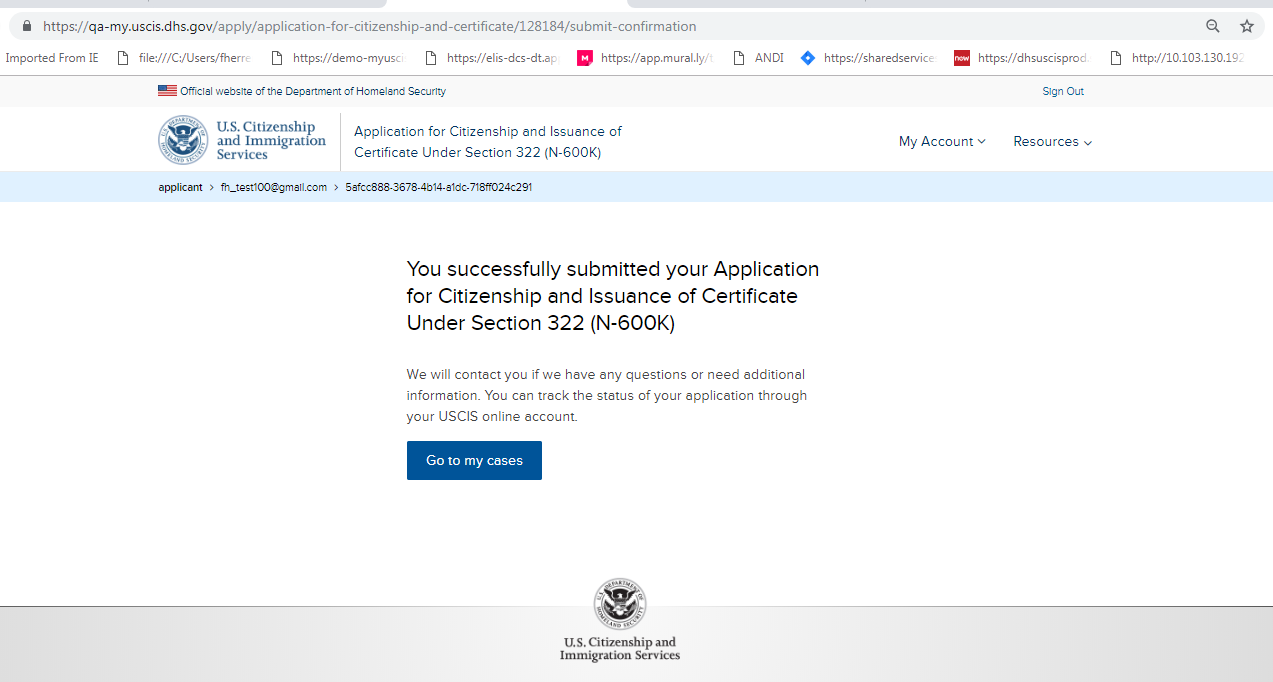 https://qa-my.uscis.dhs.gov/apply/application-for-citizenship-and-certificate/128184/submit-confirmation
Imported From IE file:///C:/Users/fherre https://demo-myusci https://elis-dcs-dt.ap M https://app.mural.ly/t ANDI https://sharedservice now https://dhsuscisprod. http://10.103.130.192
Official website of the Department of Homeland Security Sign Out
U.S. Citizenship and Immigration Services
Application for Citizenship and Issuance of
Certificate Under Section 322 (N-600K)
My Account Resources
applicant > fh_test100@gmail.com > 5afcc888-3678-4b14-a1dc-718ff024c291
You successfully submitted your Application
for Citizenship and Issuance of Certificate
Under Section 322 (N-600K)
We will contact you if we have any questions or need additional
information. You can track the status of your application through
your USCIS online account.
Go to my cases
U.S. Citizenship and
Immigration Services